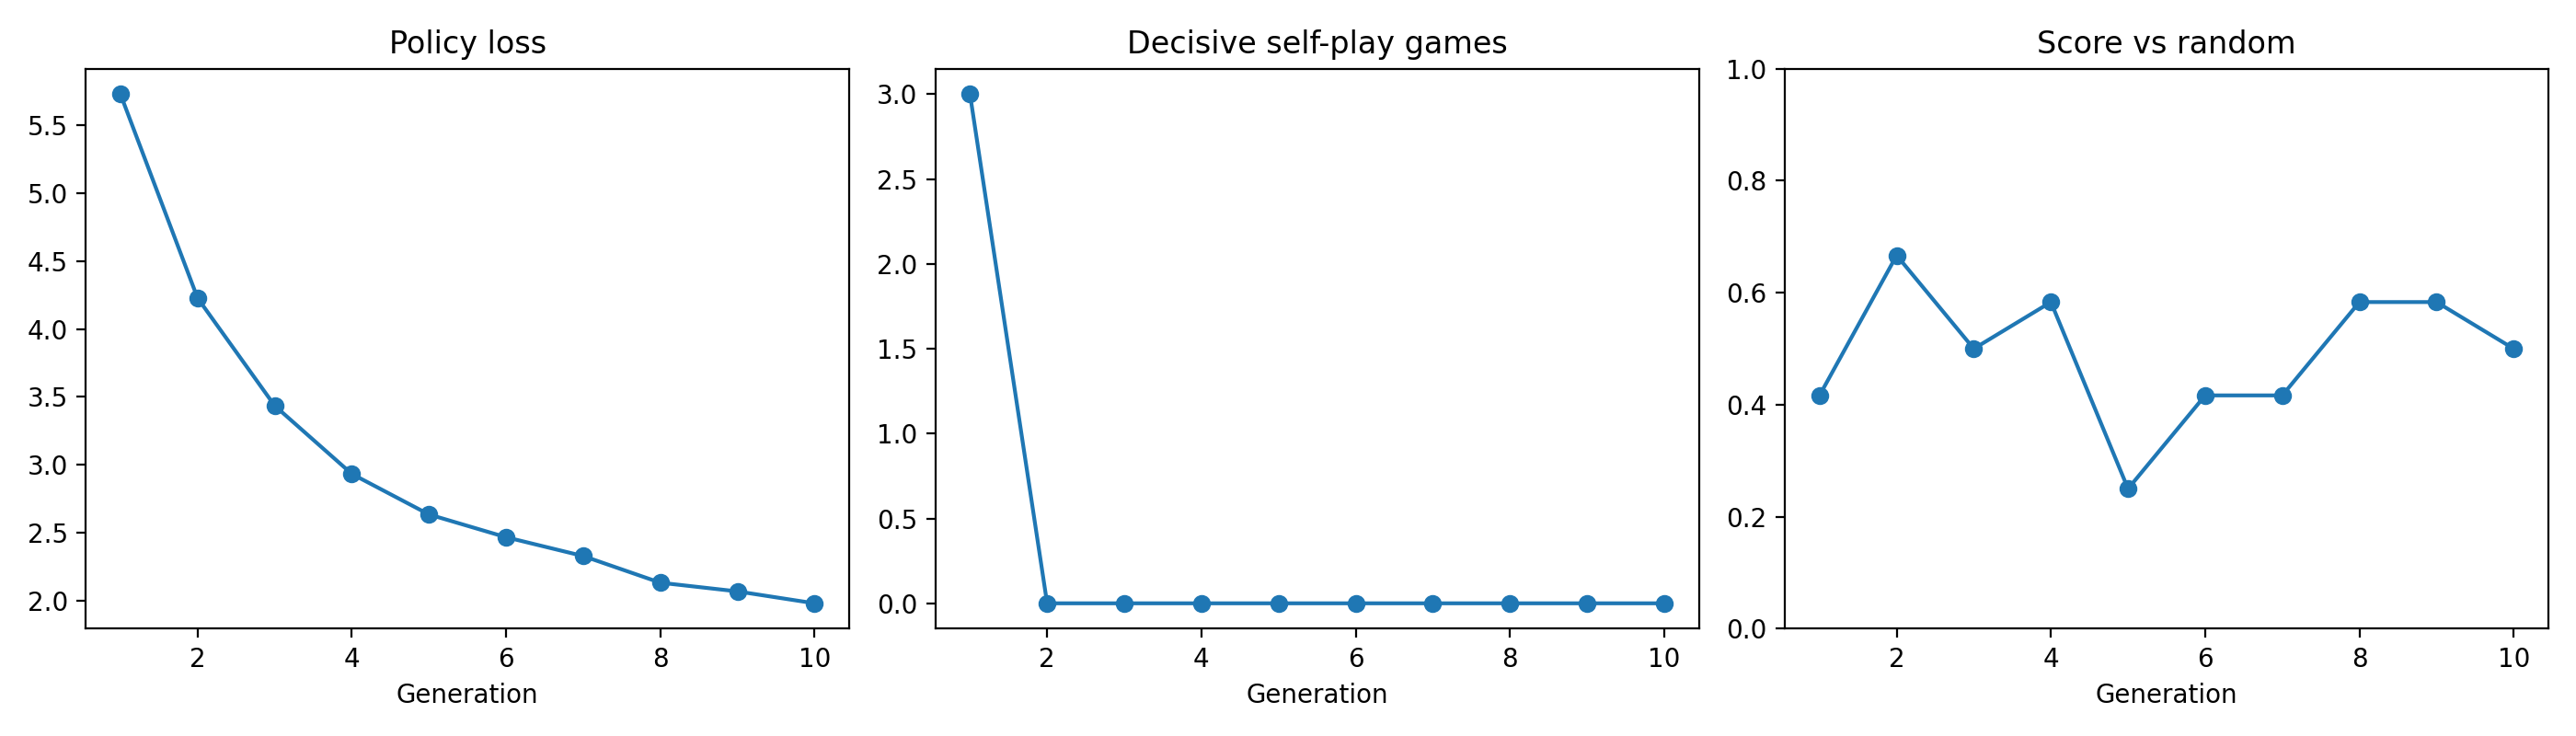 Policy loss
5.5
5.0
4.5
4.0
3.5
3.0
2.5
2.0
2 4 6 8 10
Generation
Decisive self-play games
3.0
2.5
2.0
1.5
1.0
0.5
0.0
2 4 6 8 10
Generation
Score vs random
1.0
0.8
0.6
0.4
0.2
0.0
2 4 6 8 10
Generation